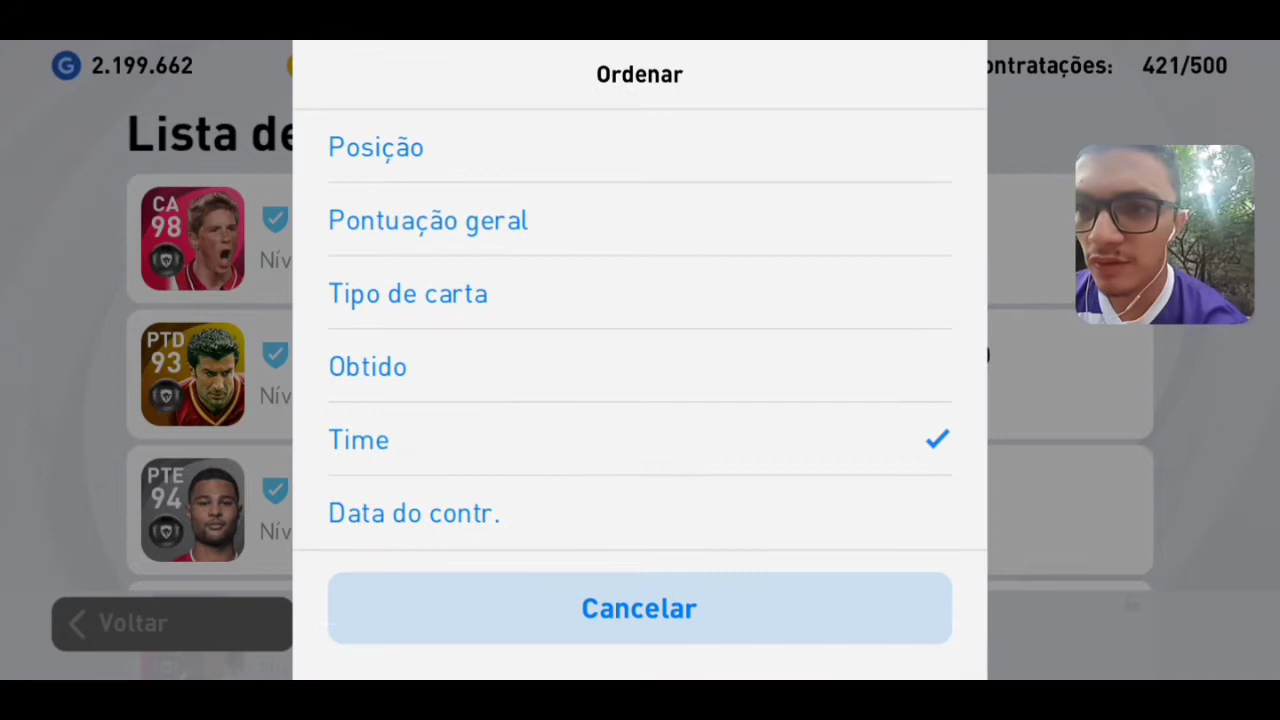 2.199.662
Ordenar
ontratações: 421/500
Lista de
Posição
CA
98
Nív
Pontuação geral
Tipo de carta
PTD
93
Nív
Obtido
Time
PTE
94
Nív
Data do contr.
Cancelar
Voltar